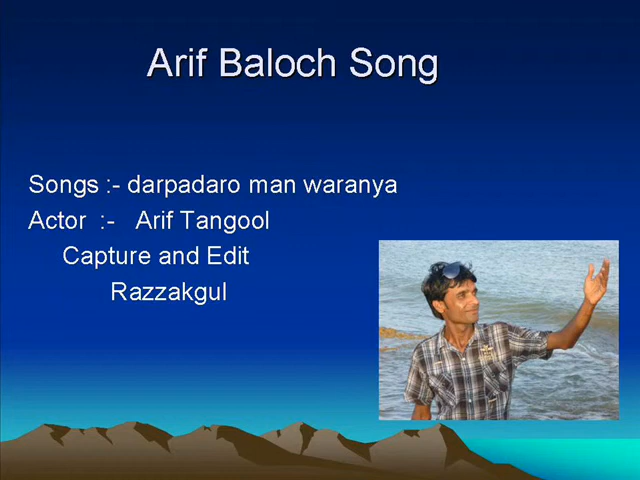 Arif Baloch Song
Songs :- darpadaro man waranya
Actor :- Arif Tangool
Capture and Edit
Razzakgul